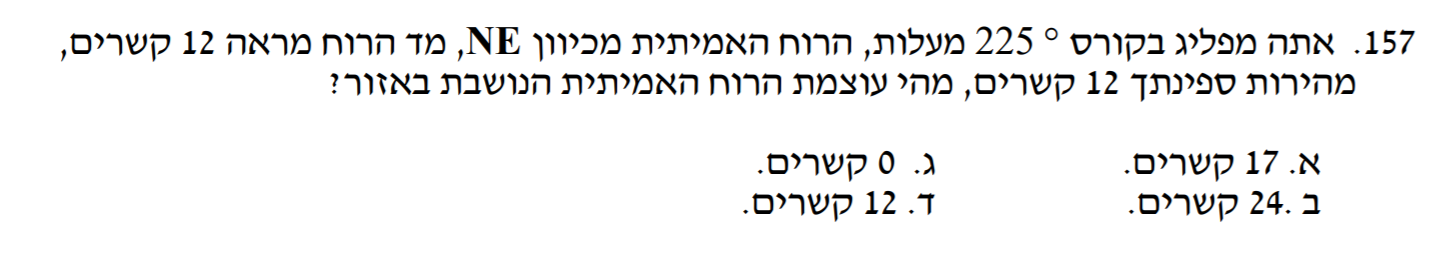 157. אתה מפליג בקורס 225 ° מעלות, הרוח האמיתית מכיוון NE, מד הרוח מראה 12 קשרים,
מהירות ספינתך 12 קשרים, מהי עוצמת הרוח האמיתית הנושבת באזור?
א. 17 קשרים. ג. 0 קשרים.
ב .24 קשרים. ד. 12 קשרים.